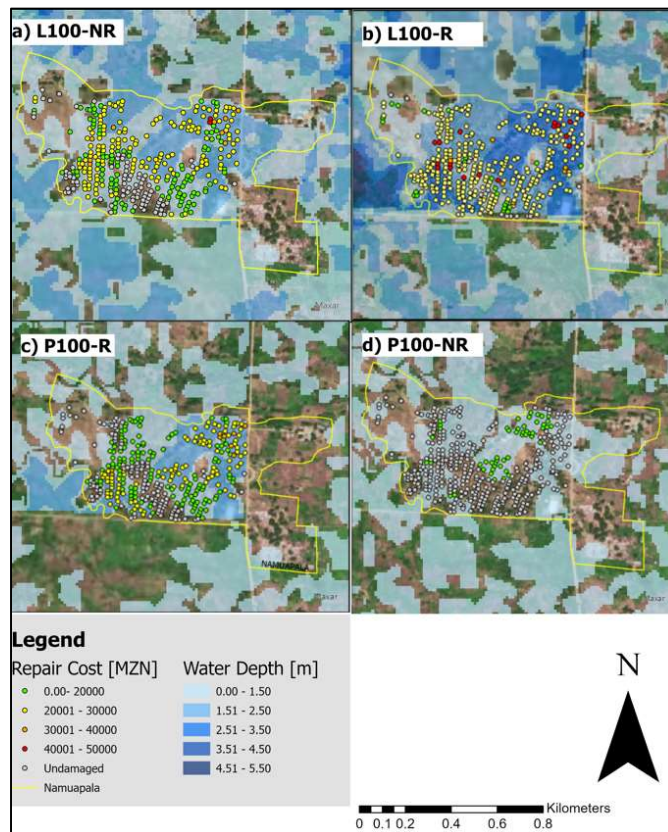 a) L100-NR
b) L100-R
Maxar
c) P100-R
d) P100-NR
NAMUAPALA
Maxar
Maxar
Legend
Repair Cost [MZN]
0.00- 20000
20001 - 30000
30001 - 40000
40001 - 50000
Undamaged
Namuapala
Water Depth [m]
0.00 - 1.50
1.51 - 2.50
2.51 - 3.50
3.51 - 4.50
4.51 - 5.50
N
Kilometers
0 0.1 0.2 0.4 0.6 0.8